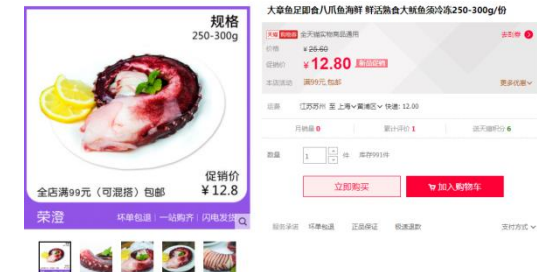 规格
250-300g
促销价
¥12.8
全店满99元（可混搭）包邮
荣澄
坏单包退 | 一站购齐 | 闪电发货
大章鱼足即食八爪鱼海鲜 鲜活熟食大鱿鱼须冷冻250-300g/份
天猫 购物券 全天猫实物商品通用 去刮券
价格 ¥28.60
促销价 ¥12.80 新品促销
本店活动 满99元,包邮 更多优惠
运费 江苏苏州 至 上海 黄浦区 快递: 12.00
月销量 0 累计评价 1 送天猫积分 6
数量 1 件 库存991件
立即购买 加入购物车
服务承诺 坏单包退 正品保证 极速退款 支付方式